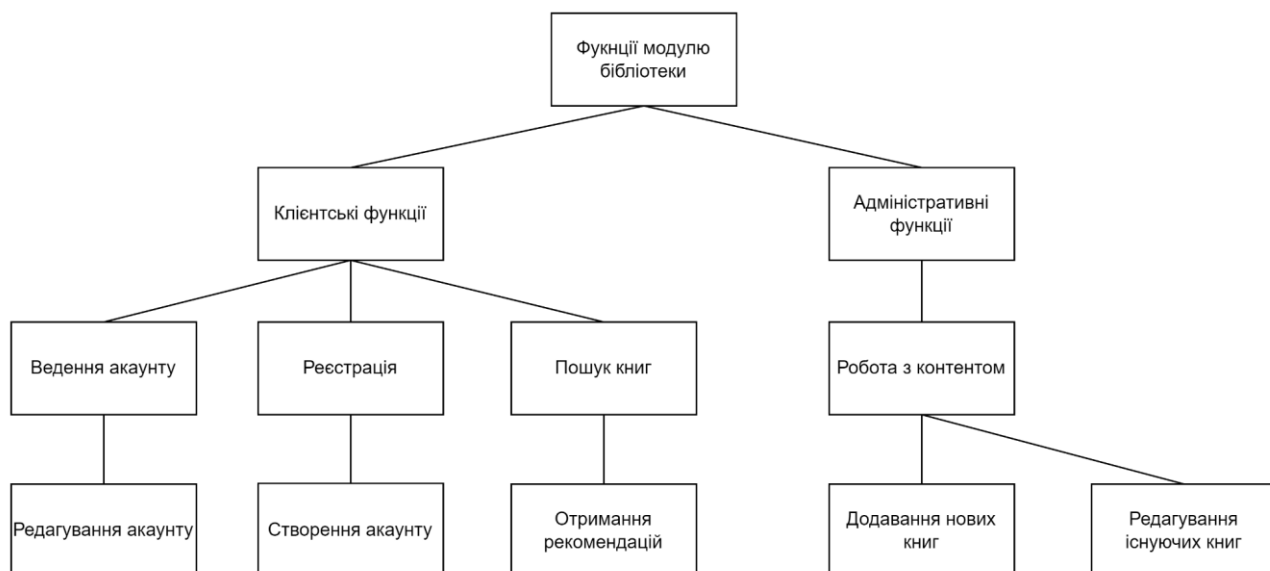 Фукнції модулю
бібліотеки
Клієнтські функції
Адміністративні
функції
Ведення акаунту
Реєстрація
Пошук книг
Робота з контентом
Редагування акаунту
Створення акаунту
Отримання
рекомендацій
Додавання нових
книг
Редагування
існуючих книг